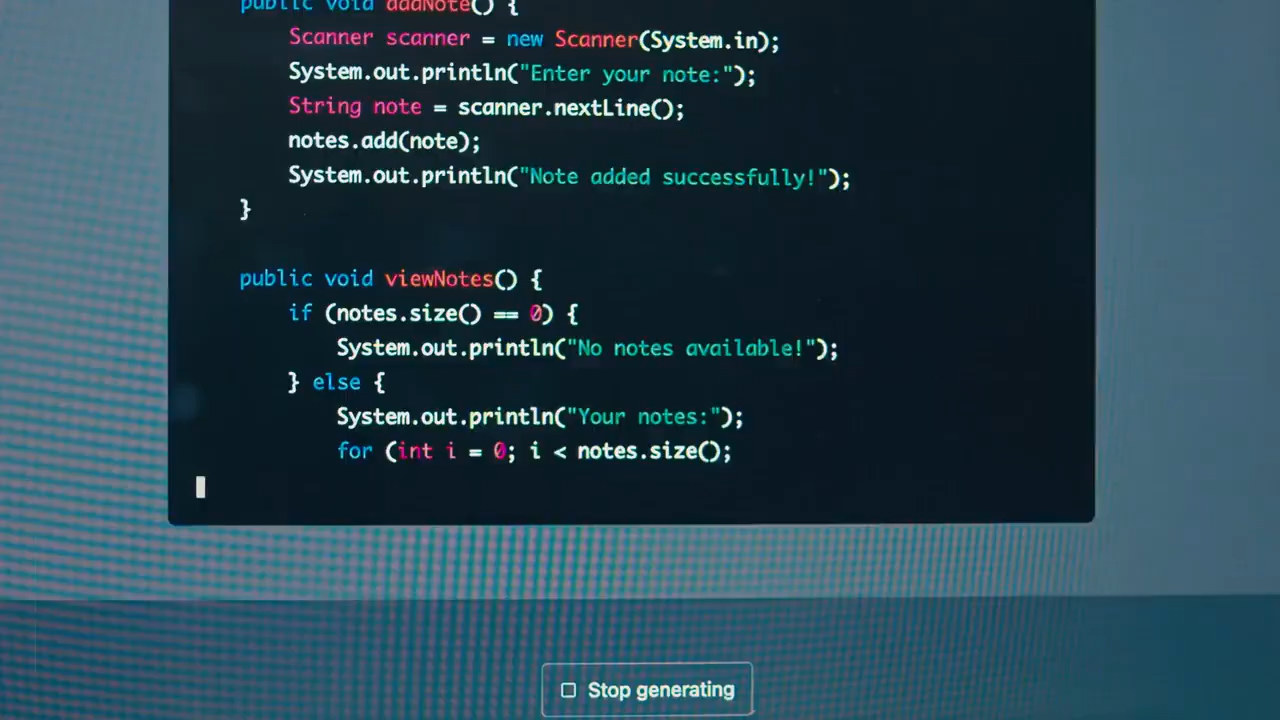 public void addNote() {
Scanner scanner = new Scanner(System.in);
System.out.println("Enter your note:");
String note = scanner.nextLine();
notes.add(note);
System.out.println("Note added successfully!");
}
public void viewNotes() {
if (notes.size() == 0) {
System.out.println("No notes available!");
} else {
System.out.println("Your notes:");
for (int i = 0; i < notes.size();
Stop generating